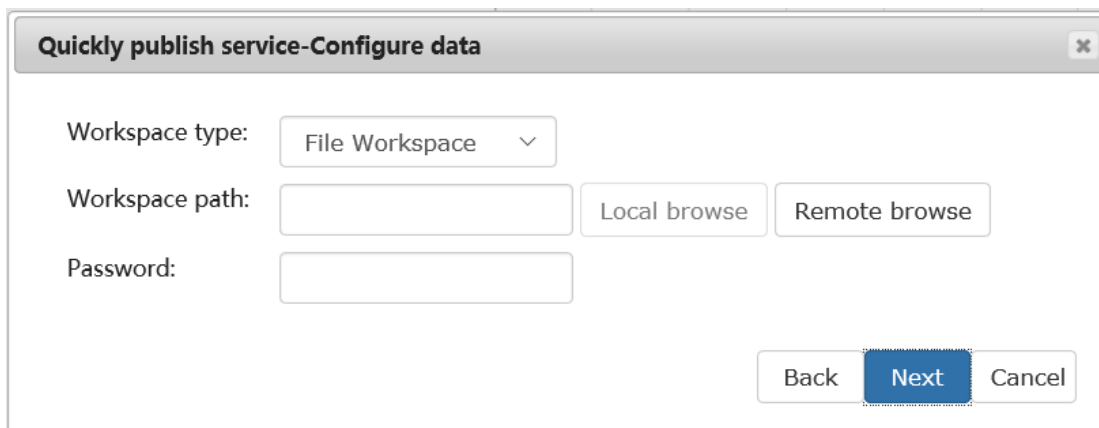 Quickly publish service-Configure data
Workspace type: File Workspace
Workspace path: Local browse Remote browse
Password:
Back Next Cancel